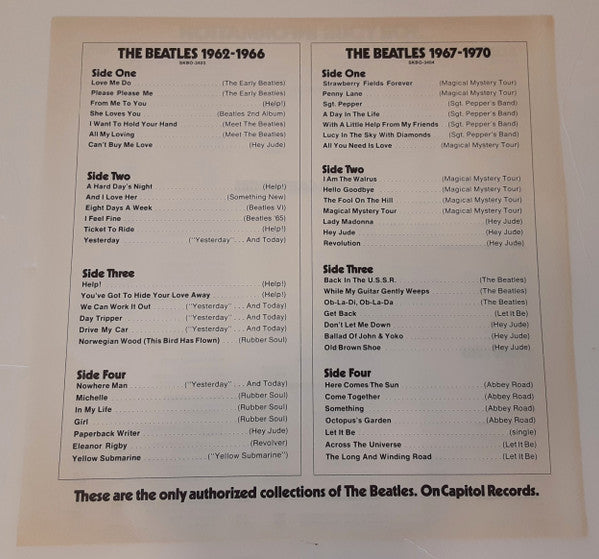 THE BEATLES 1962-1966
SKBO-3403
Side One
Love Me Do (The Early Beatles)
Please Please Me (The Early Beatles)
From Me To You (Help!)
She Loves You (Beatles 2nd Album)
I Want To Hold Your Hand (Meet The Beatles)
All My Loving (Meet The Beatles)
Can't Buy Me Love (Hey Jude)
Side Two
A Hard Day's Night (Help!)
And I Love Her (Something New)
Eight Days A Week (Beatles VI)
I Feel Fine (Beatles '65)
Ticket To Ride (Help!)
Yesterday ("Yesterday" ... And Today)
Side Three
Help! (Help!)
You've Got To Hide Your Love Away (Help!)
We Can Work It Out ("Yesterday" ... And Today)
Day Tripper ("Yesterday" ... And Today)
Drive My Car ("Yesterday" ... And Today)
Norwegian Wood (This Bird Has Flown) (Rubber Soul)
Side Four
Nowhere Man ("Yesterday" ... And Today)
Michelle (Rubber Soul)
In My Life (Rubber Soul)
Girl (Rubber Soul)
Paperback Writer (Hey Jude)
Eleanor Rigby (Revolver)
Yellow Submarine ("Yellow Submarine")
THE BEATLES 1967-1970
SKBO-3404
Side One
Strawberry Fields Forever (Magical Mystery Tour)
Penny Lane (Magical Mystery Tour)
Sgt. Pepper (Sgt. Pepper's Band)
A Day In The Life (Sgt. Pepper's Band)
With A Little Help From My Friends (Sgt. Pepper's Band)
Lucy In The Sky With Diamonds (Sgt. Pepper's Band)
All You Need Is Love (Magical Mystery Tour)
Side Two
I Am The Walrus (Magical Mystery Tour)
Hello Goodbye (Magical Mystery Tour)
The Fool On The Hill (Magical Mystery Tour)
Magical Mystery Tour (Magical Mystery Tour)
Lady Madonna (Hey Jude)
Hey Jude (Hey Jude)
Revolution (Hey Jude)
Side Three
Back In The U.S.S.R. (The Beatles)
While My Guitar Gently Weeps (The Beatles)
Ob-La-Di, Ob-La-Da (The Beatles)
Get Back (Let It Be)
Don't Let Me Down (Hey Jude)
Ballad Of John & Yoko (Hey Jude)
Old Brown Shoe (Hey Jude)
Side Four
Here Comes The Sun (Abbey Road)
Come Together (Abbey Road)
Something (Abbey Road)
Octopus's Garden (Abbey Road)
Let It Be (single)
Across The Universe (Let It Be)
The Long And Winding Road (Let It Be)
These are the only authorized collections of The Beatles. On Capitol Records.